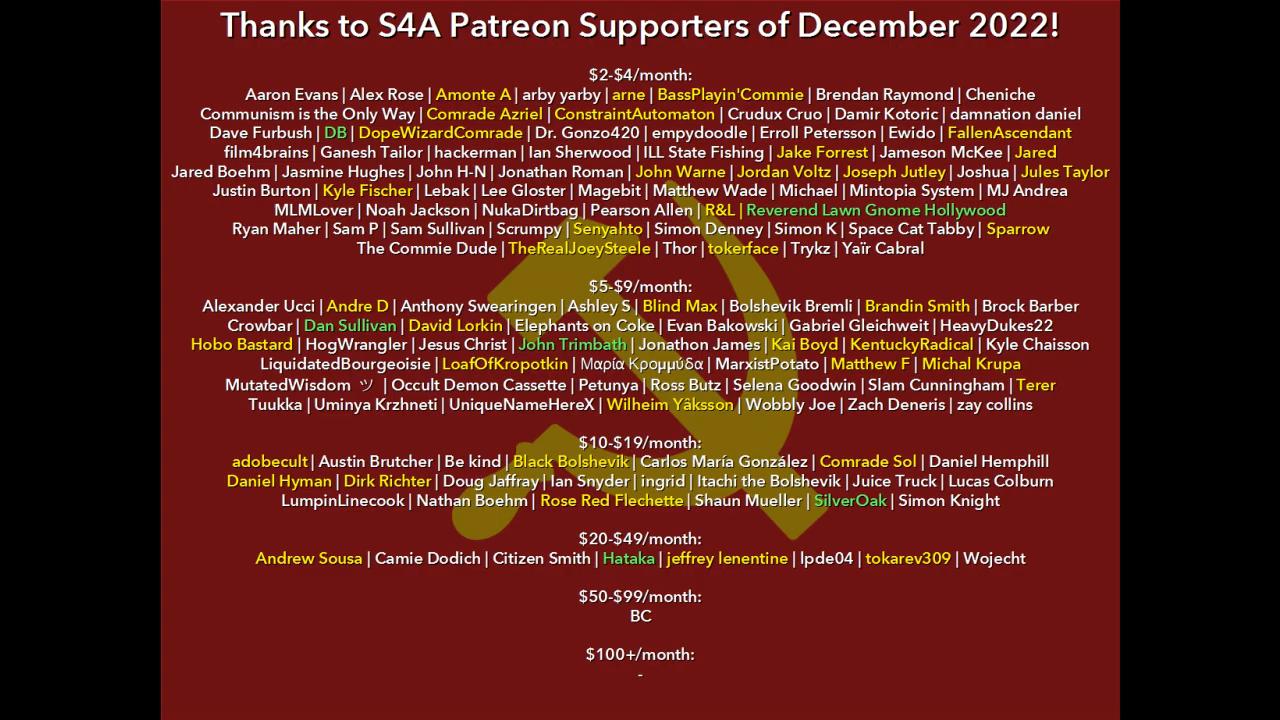 Thanks to S4A Patreon Supporters of December 2022!
$2-$4/month:
Aaron Evans | Alex Rose | Amonte A | arby yarby | arne | BassPlayin'Commie | Brendan Raymond | Cheniche
Communism is the Only Way | Comrade Azriel | ConstraintAutomaton | Crudux Cruo | Damir Kotoric | damnation daniel
Dave Furbush | DB | DopeWizardComrade | Dr. Gonzo420 | empydoodle | Erroll Petersson | Ewido | FallenAscendant
film4brains | Ganesh Tailor | hackerman | Ian Sherwood | ILL State Fishing | Jake Forrest | Jameson McKee | Jared
Jared Boehm | Jasmine Hughes | John H-N | Jonathan Roman | John Warne | Jordan Voltz | Joseph Jutley | Joshua | Jules Taylor
Justin Burton | Kyle Fischer | Lebak | Lee Gloster | Magebit | Matthew Wade | Michael | Mintopia System | MJ Andrea
MLMLover | Noah Jackson | NukaDirtbag | Pearson Allen | R&L | Reverend Lawn Gnome Hollywood
Ryan Maher | Sam P | Sam Sullivan | Scrumpy | Senyahto | Simon Denney | Simon K | Space Cat Tabby | Sparrow
The Commie Dude | TheRealJoeySteele | Thor | tokerface | Trykz | Yaïr Cabral
$5-$9/month:
Alexander Ucci | Andre D | Anthony Swearingen | Ashley S | Blind Max | Bolshevik Bremli | Brandin Smith | Brock Barber
Crowbar | Dan Sullivan | David Lorkin | Elephants on Coke | Evan Bakowski | Gabriel Gleichweit | HeavyDukes22
Hobo Bastard | HogWrangler | Jesus Christ | John Trimbath | Jonathon James | Kai Boyd | KentuckyRadical | Kyle Chaisson
LiquidatedBourgeoisie | LoafOfKropotkin | Μαρία Κρομμύδα | MarxistPotato | Matthew F | Michal Krupa
MutatedWisdom ツ | Occult Demon Cassette | Petunya | Ross Butz | Selena Goodwin | Slam Cunningham | Terer
Tuukka | Uminya Krzhneti | UniqueNameHereX | Wilheim Yâksson | Wobbly Joe | Zach Deneris | zay collins
$10-$19/month:
adobecult | Austin Brutcher | Be kind | Black Bolshevik | Carlos María González | Comrade Sol | Daniel Hemphill
Daniel Hyman | Dirk Richter | Doug Jaffray | Ian Snyder | ingrid | Itachi the Bolshevik | Juice Truck | Lucas Colburn
LumpinLinecook | Nathan Boehm | Rose Red Flechette | Shaun Mueller | SilverOak | Simon Knight
$20-$49/month:
Andrew Sousa | Camie Dodich | Citizen Smith | Hataka | jeffrey lenentine | lpde04 | tokarev309 | Wojecht
$50-$99/month:
BC
$100+/month:
-